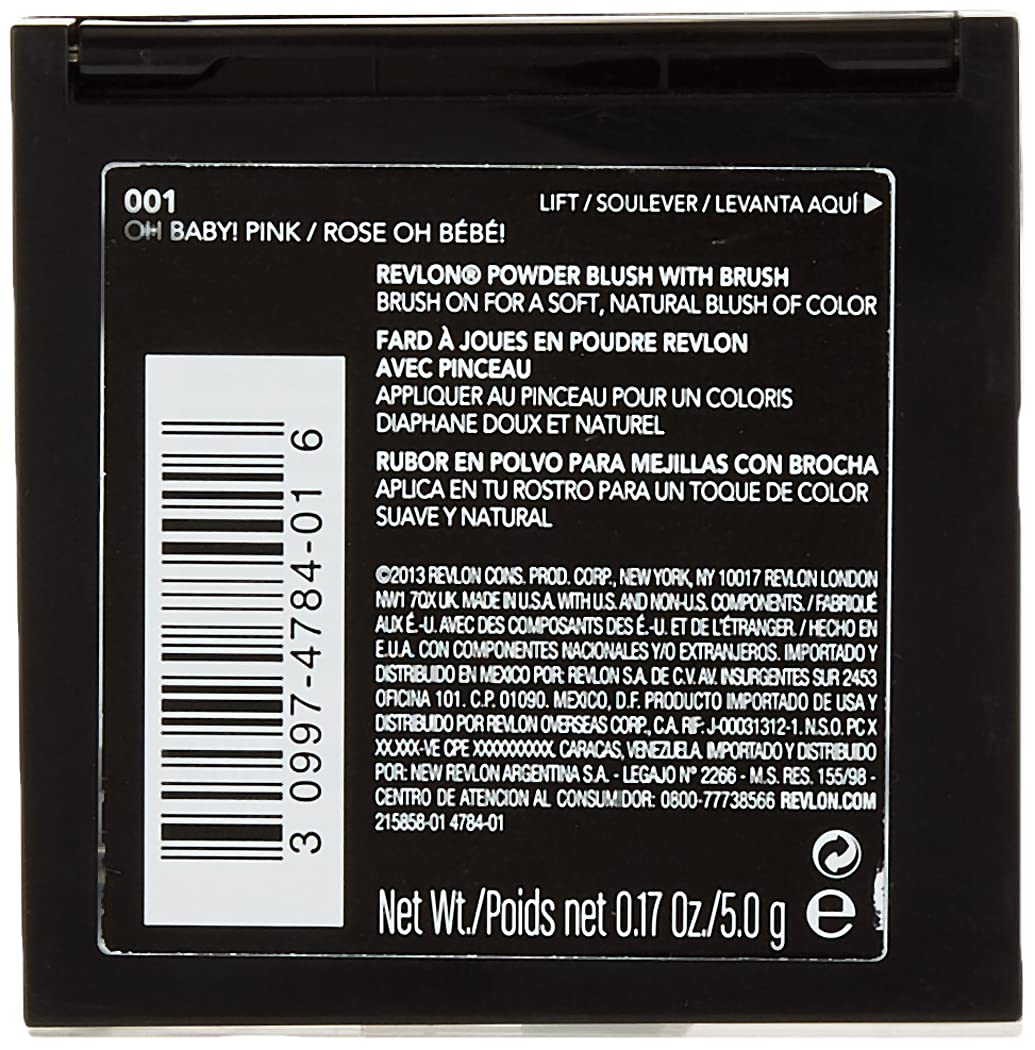 001
LIFT / SOULEVER / LEVANTA AQUÍ ▶
OH BABY! PINK / ROSE OH BÉBÉ!
REVLON® POWDER BLUSH WITH BRUSH
BRUSH ON FOR A SOFT, NATURAL BLUSH OF COLOR
FARD À JOUES EN POUDRE REVLON
AVEC PINCEAU
APPLIQUER AU PINCEAU POUR UN COLORIS
DIAPHANE DOUX ET NATUREL
RUBOR EN POLVO PARA MEJILLAS CON BROCHA
APLICA EN TU ROSTRO PARA UN TOQUE DE COLOR
SUAVE Y NATURAL
©2013 REVLON CONS. PROD. CORP., NEW YORK, NY 10017 REVLON LONDON
NW1 7OX UK. MADE IN U.S.A. WITH U.S. AND NON-U.S. COMPONENTS. / FABRIQUÉ
AUX É.-U. AVEC DES COMPOSANTS DES É.-U. ET DE L'ÉTRANGER. / HECHO EN
E.U.A. CON COMPONENTES NACIONALES Y/O EXTRANJEROS. IMPORTADO Y
DISTRIBUIDO EN MEXICO POR: REVLON S.A. DE C.V. AV. INSURGENTES SUR 2453
OFICINA 101. C.P. 01090. MEXICO, D.F. PRODUCTO IMPORTADO DE USA Y
DISTRIBUIDO POR REVLON OVERSEAS CORP., C.A. RIF: J-00031312-1. N.S.O. PC X
XX.XXX-VE CPE XXXXXXXXXX. CARACAS, VENEZUELA. IMPORTADO Y DISTRIBUIDO
POR: NEW REVLON ARGENTINA S.A. - LEGAJO N° 2266 - M.S. RES. 155/98 -
CENTRO DE ATENCION AL CONSUMIDOR: 0800-77738566 REVLON.COM
215858-01 4784-01
3 0997-4784-01 6
Net Wt./Poids net 0.17 Oz./5.0 g ℮